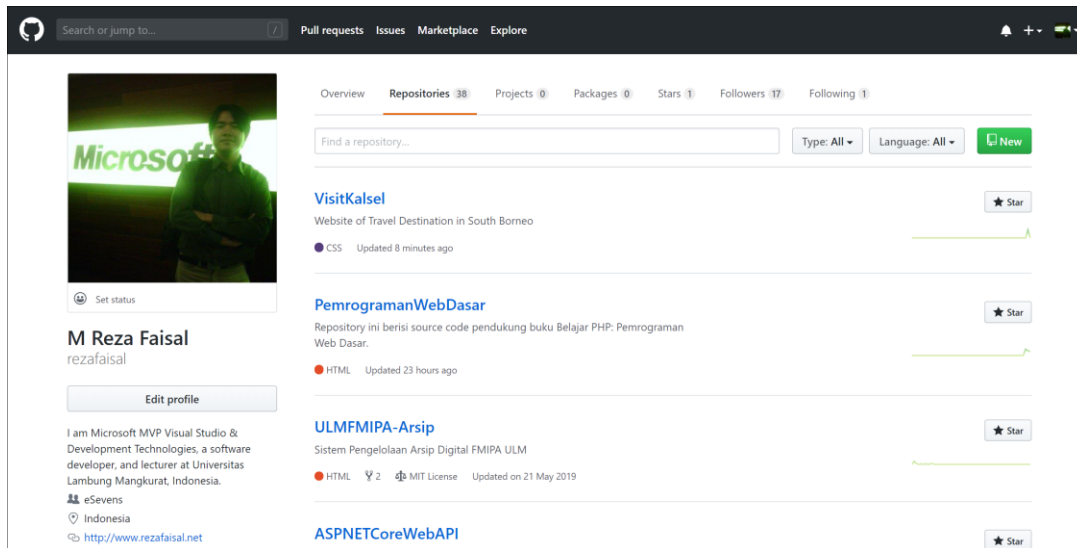 Search or jump to... /
Pull requests Issues Marketplace Explore
Overview Repositories 38 Projects 0 Packages 0 Stars 1 Followers 17 Following 1
Find a repository...
Type: All
Language: All
New
Microsoft
Set status
M Reza Faisal
rezafaisal
Edit profile
I am Microsoft MVP Visual Studio &
Development Technologies, a software
developer, and lecturer at Universitas
Lambung Mangkurat, Indonesia.
eSevens
Indonesia
http://www.rezafaisal.net
VisitKalsel
Star
Website of Travel Destination in South Borneo
CSS Updated 8 minutes ago
PemrogramanWebDasar
Star
Repository ini berisi source code pendukung buku Belajar PHP: Pemrograman
Web Dasar.
HTML Updated 23 hours ago
ULMFMIPA-Arsip
Star
Sistem Pengelolaan Arsip Digital FMIPA ULM
HTML 2 MIT License Updated on 21 May 2019
ASPNETCoreWebAPI
Star